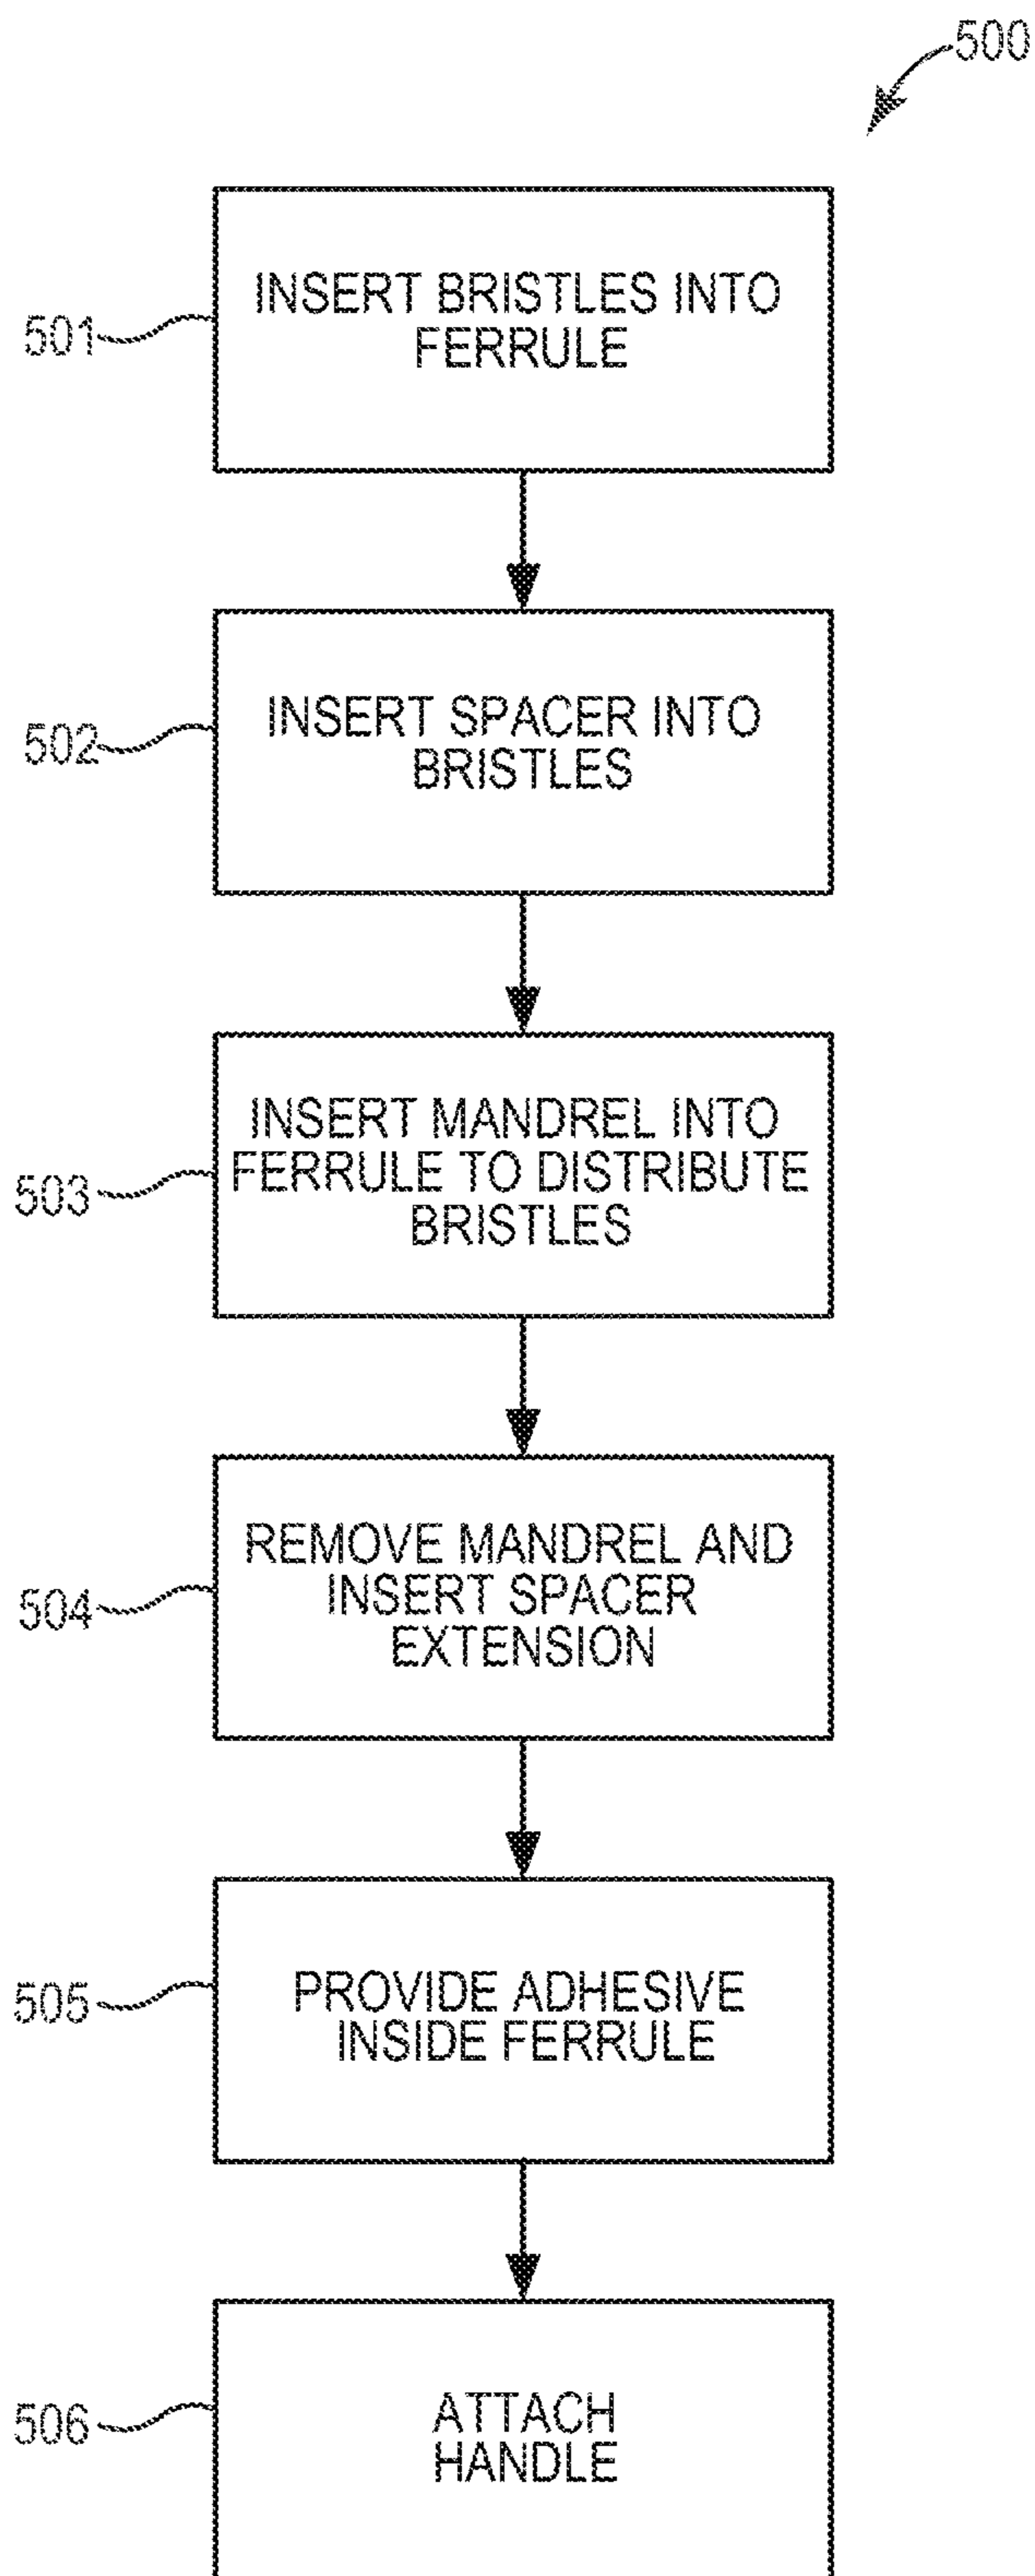 500
501
INSERT BRISTLES INTO
FERRULE
502
INSERT SPACER INTO
BRISTLES
503
INSERT MANDREL INTO
FERRULE TO DISTRIBUTE
BRISTLES
504
REMOVE MANDREL AND
INSERT SPACER
EXTENSION
505
PROVIDE ADHESIVE
INSIDE FERRULE
506
ATTACH
HANDLE